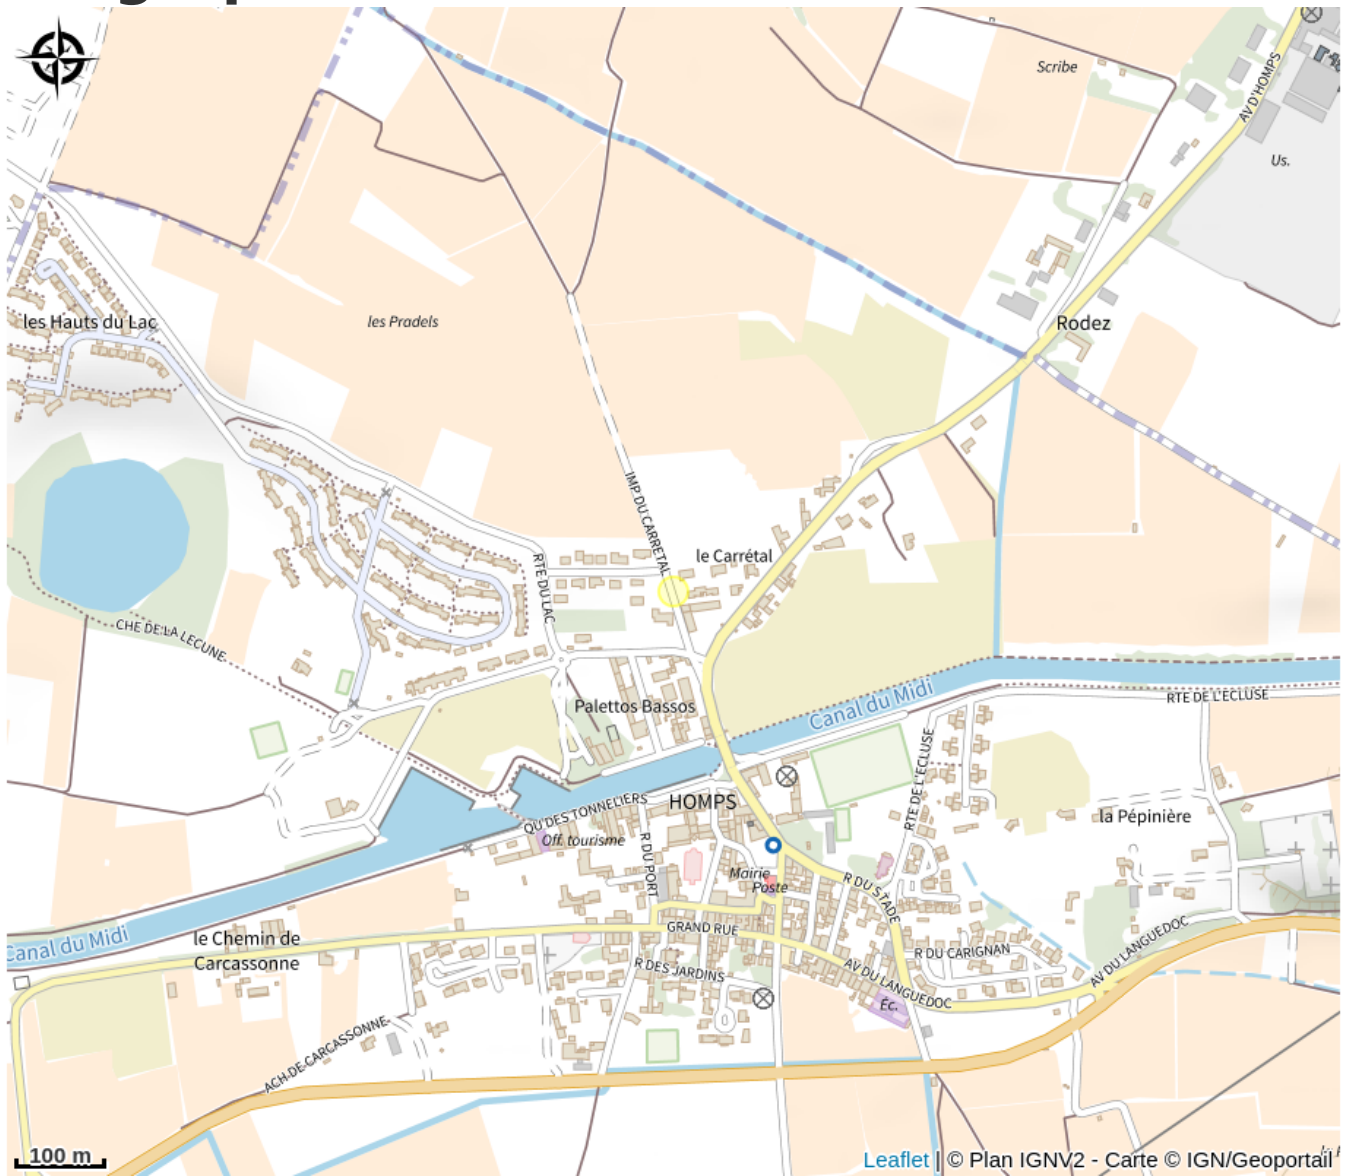 Scribe
AV D'HOMPS
Us.
les Hauts du Lac
les Pradels
Rodez
IMP DU CARRETAL
le Carrétal
RTE DU LAC
CHE DE LA LECUNE
Palettos Bassos
Canal du Midi
RTE DE L'ECLUSE
RTE DE L'ECLUSE
HOMPS
QU DES TONNELIERS
la Pépinière
Off. tourisme
R DU PORT
Mairie
Poste
R DU STADE
GRAND RUE
Canal du Midi
le Chemin de
Carcassonne
R DU CARIGNAN
AV DU LANGUEDOC
R DES JARDINS
AV DU LANGUEDOC
Éc.
ACH-DE-CARCASSONNE
100 m
Leaflet | © Plan IGNV2 - Carte © IGN/Geoportail